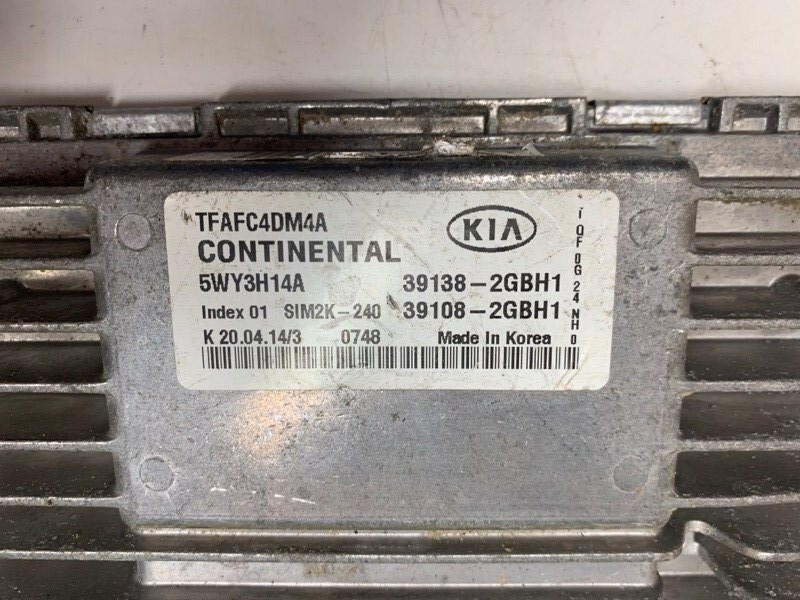 TFAFC4DM4A
KIA
CONTINENTAL
5WY3H14A 39138-2GBH1
Index 01 SIM2K-240 39108-2GBH1
K 20.04.14/3 0748 Made In Korea
TQF0G24NH0